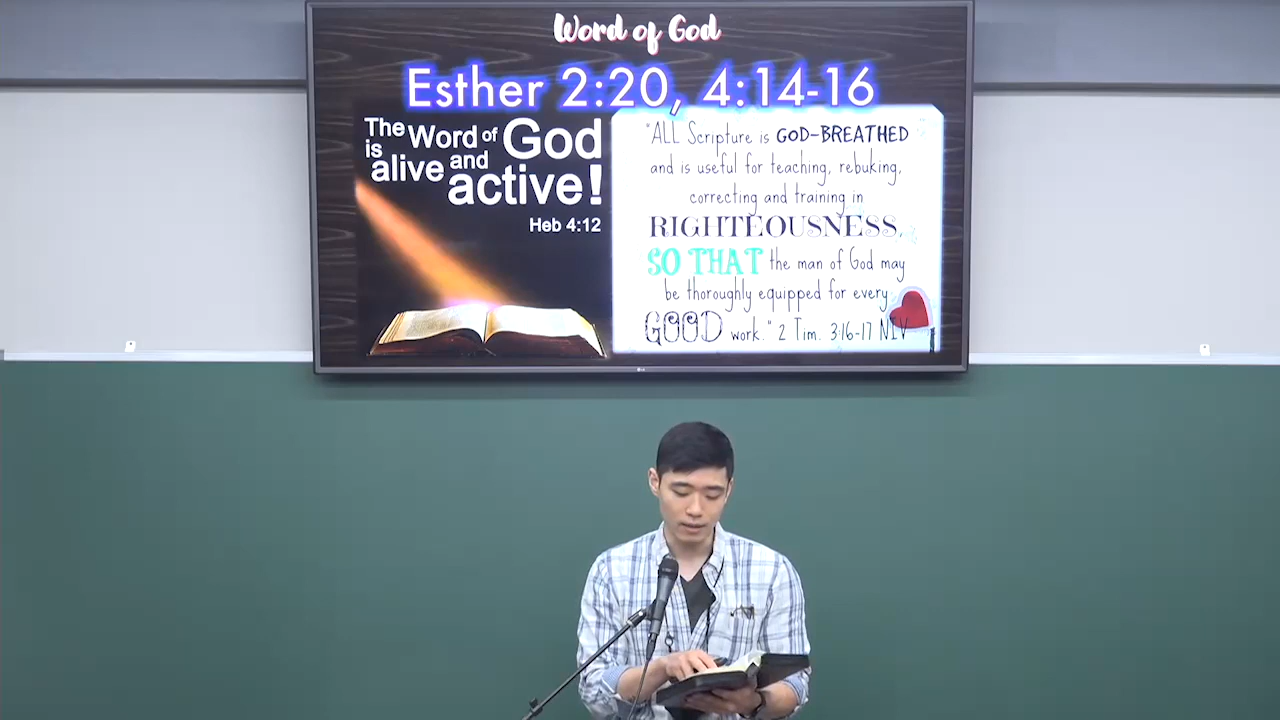 Word of God
Esther 2:20, 4:14-16
The Word of God
is alive and active!
Heb 4:12
"ALL Scripture is GOD-BREATHED
and is useful for teaching, rebuking,
correcting and training in
RIGHTEOUSNESS,
SO THAT the man of God may
be thoroughly equipped for every
GOOD work." 2 Tim. 3:16-17 NIV
LG